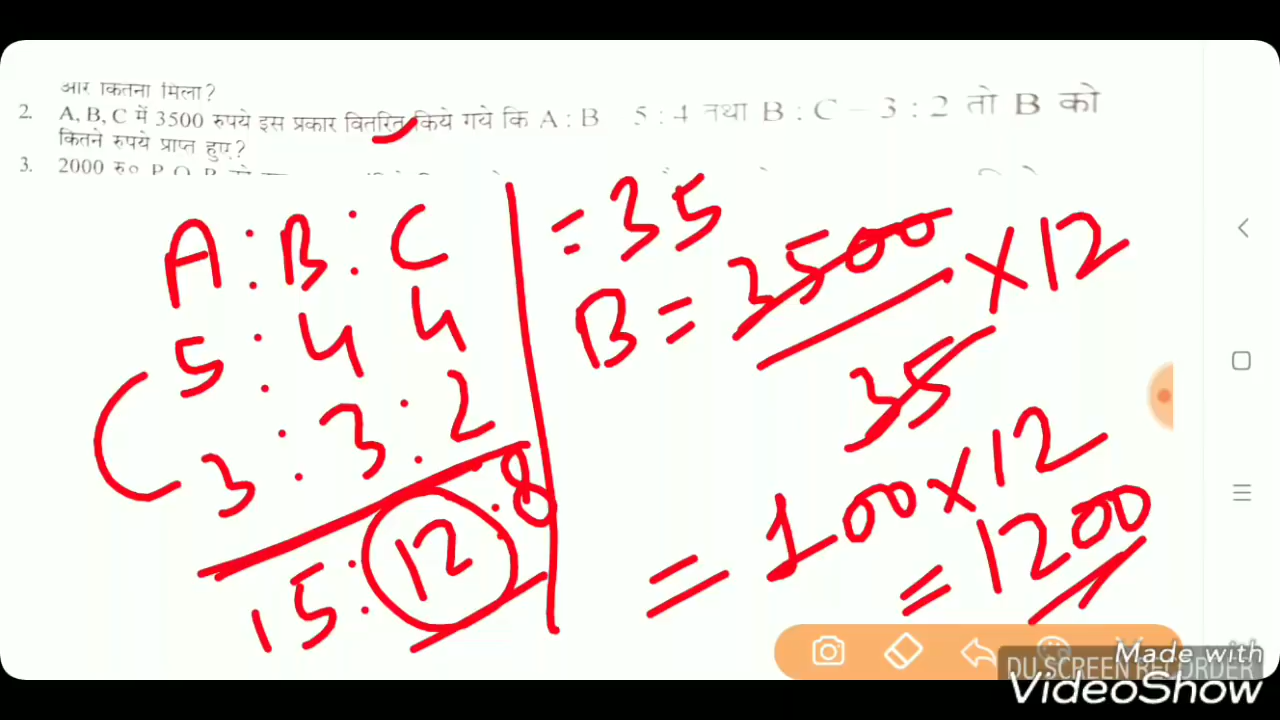 और कितना मिला?
2. A, B, C में 3500 रुपये इस प्रकार वितरित किये गये कि A : B 5 : 4 तथा B : C - 3 : 2 तो B को
कितने रुपये प्राप्त हुए?
3. 2000 रु०
A : B : C
5 : 4 4
3 : 3 : 2
15 : 12 : 8
= 35
B = 3500 × 12
35
= 100 × 12
= 1200
Made with
DU SCREEN RECORDER
VideoShow